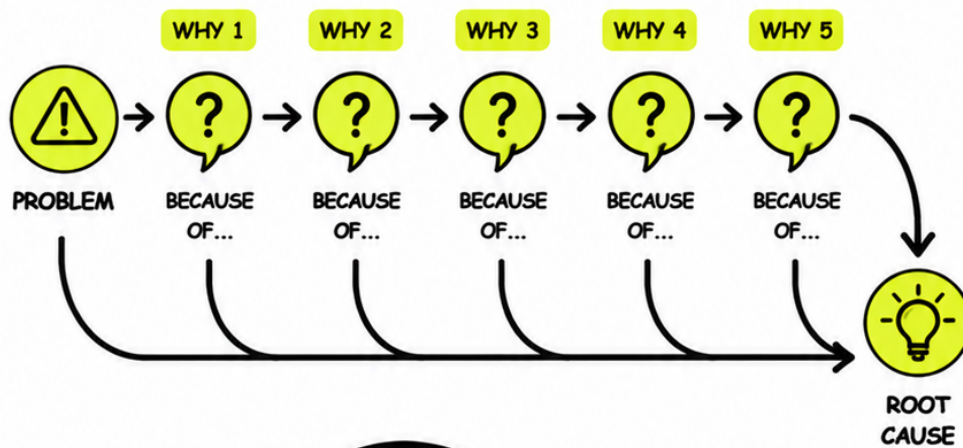 WHY 1
WHY 2
WHY 3
WHY 4
WHY 5
PROBLEM
BECAUSE
OF...
BECAUSE
OF...
BECAUSE
OF...
BECAUSE
OF...
BECAUSE
OF...
ROOT
CAUSE